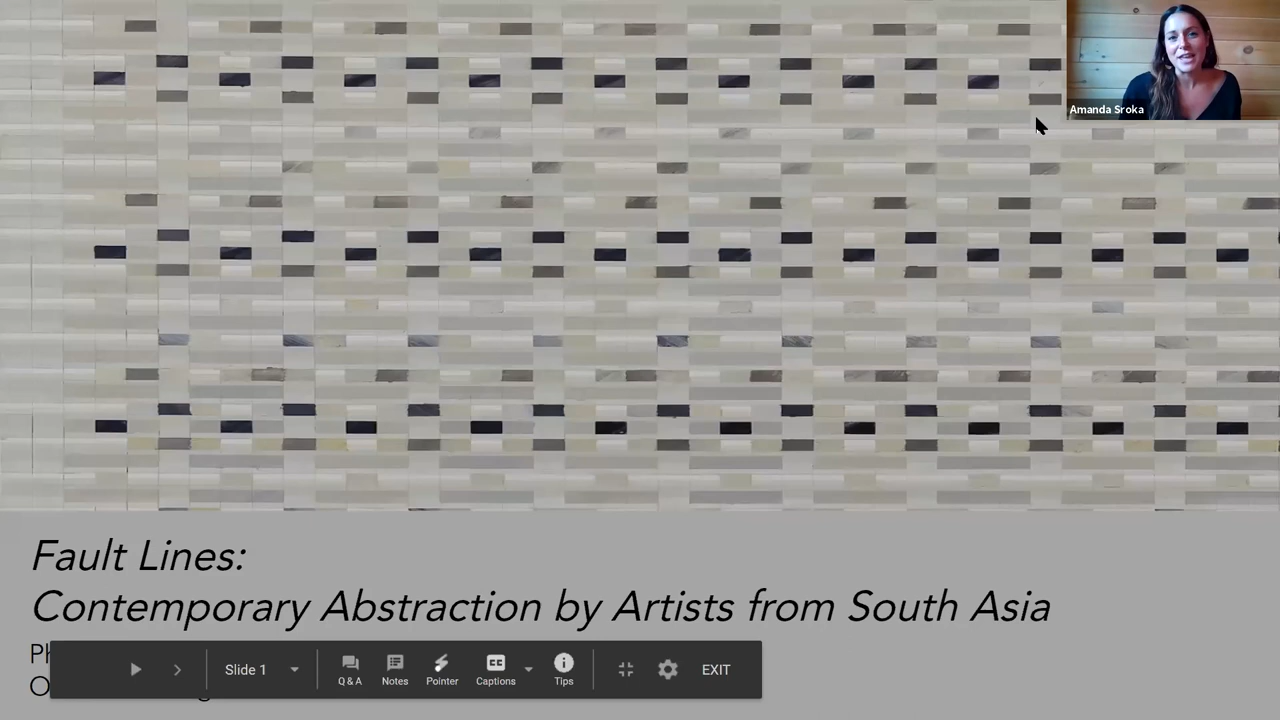 Amanda Sroka
Fault Lines:
Contemporary Abstraction by Artists from South Asia
Slide 1
Q & A
Notes
Pointer
Captions
Tips
EXIT